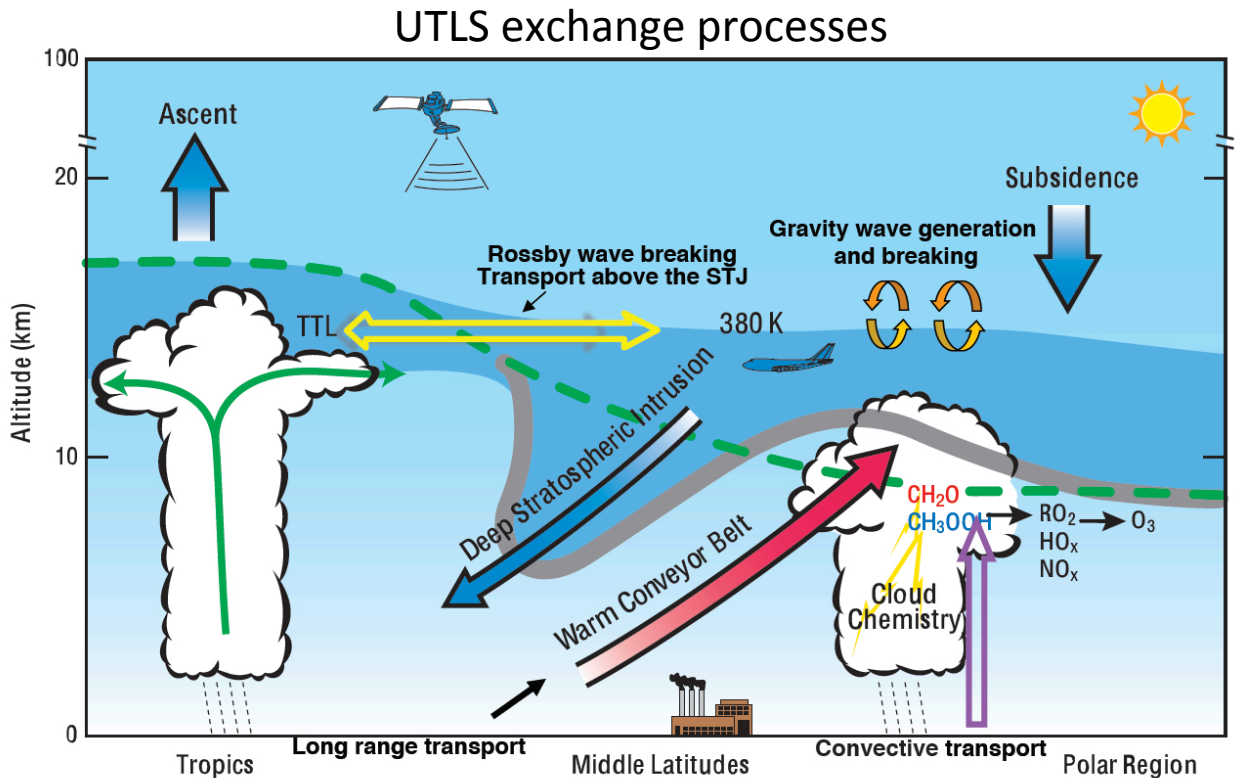 UTLS exchange processes
100
Ascent
20
Subsidence
Gravity wave generation
and breaking
Rossby wave breaking
Transport above the STJ
TTL
380 K
Altitude (km)
Deep Stratospheric Intrusion
10
CH₂O
CH₃OOH
RO₂
O₃
HOₓ
NOₓ
Cloud
Chemistry
Warm Conveyor Belt
0
Long range transport
Convective transport
Tropics
Middle Latitudes
Polar Region